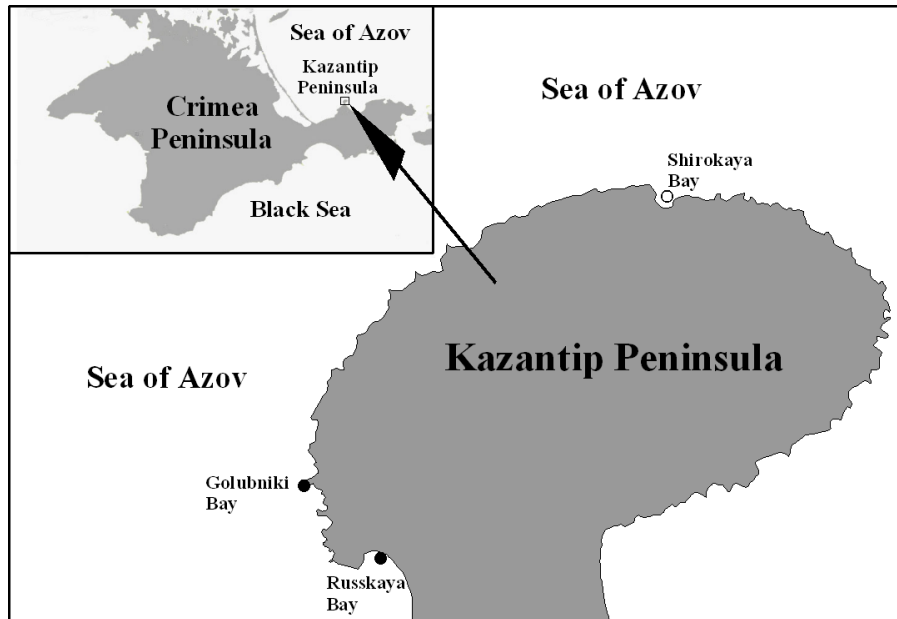 Sea of Azov
Kazantip
Peninsula
Crimea
Peninsula
Black Sea
Sea of Azov
Shirokaya
Bay
Kazantip Peninsula
Sea of Azov
Golubniki
Bay
Russkaya
Bay